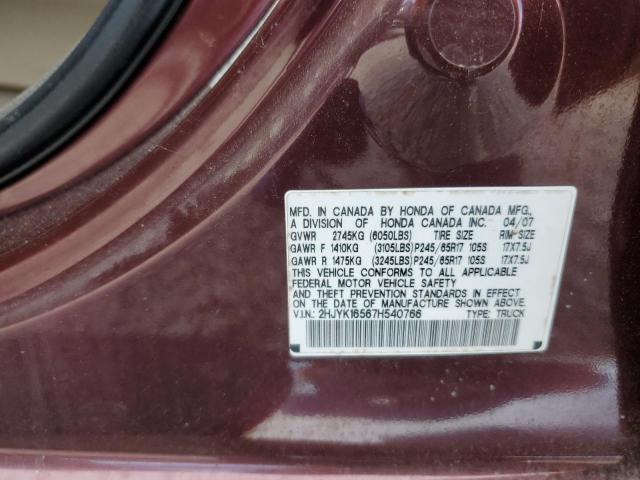 MFD. IN CANADA BY HONDA OF CANADA MFG.,
A DIVISION OF HONDA CANADA INC. 04/07
GVWR 2745KG (6050LBS) TIRE SIZE RIM SIZE
GAWR F 1410KG (3105LBS)P245/65R17 105S 17X7.5J
GAWR R 1475KG (3245LBS)P245/65R17 105S 17X7.5J
THIS VEHICLE CONFORMS TO ALL APPLICABLE
FEDERAL MOTOR VEHICLE SAFETY
AND THEFT PREVENTION STANDARDS IN EFFECT
ON THE DATE OF MANUFACTURE SHOWN ABOVE.
V.I.N.: 2HJYK16567H540766 TYPE: TRUCK